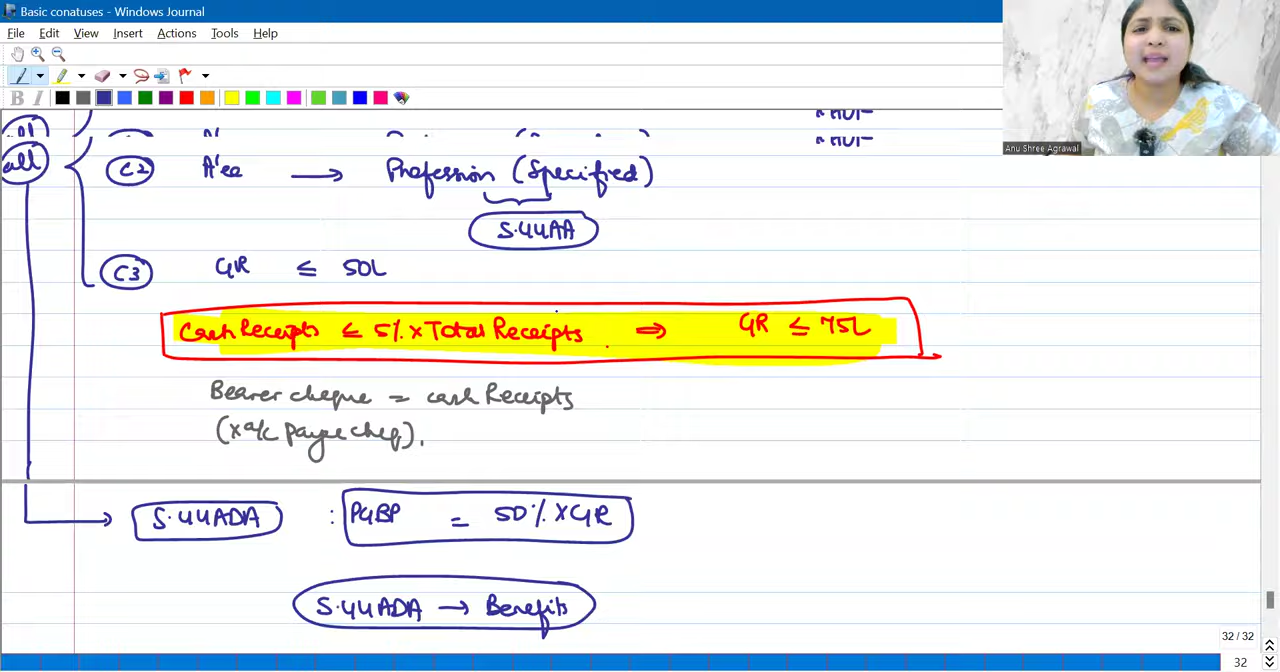 Basic conatuses - Windows Journal
File Edit View Insert Actions Tools Help
B I
Anu Shree Agrawal
all
C2 A'ee → Profession (Specified)
S.44AA
C3 GR ≤ 50L
Cash Receipts ≤ 5% x Total Receipts ⇒ GR ≤ 75L
Bearer cheque = cash Receipts
(x a/c payee cheq).
S.44ADA : PGBP = 50% x GR
S.44ADA → Benefits
32 / 32
32